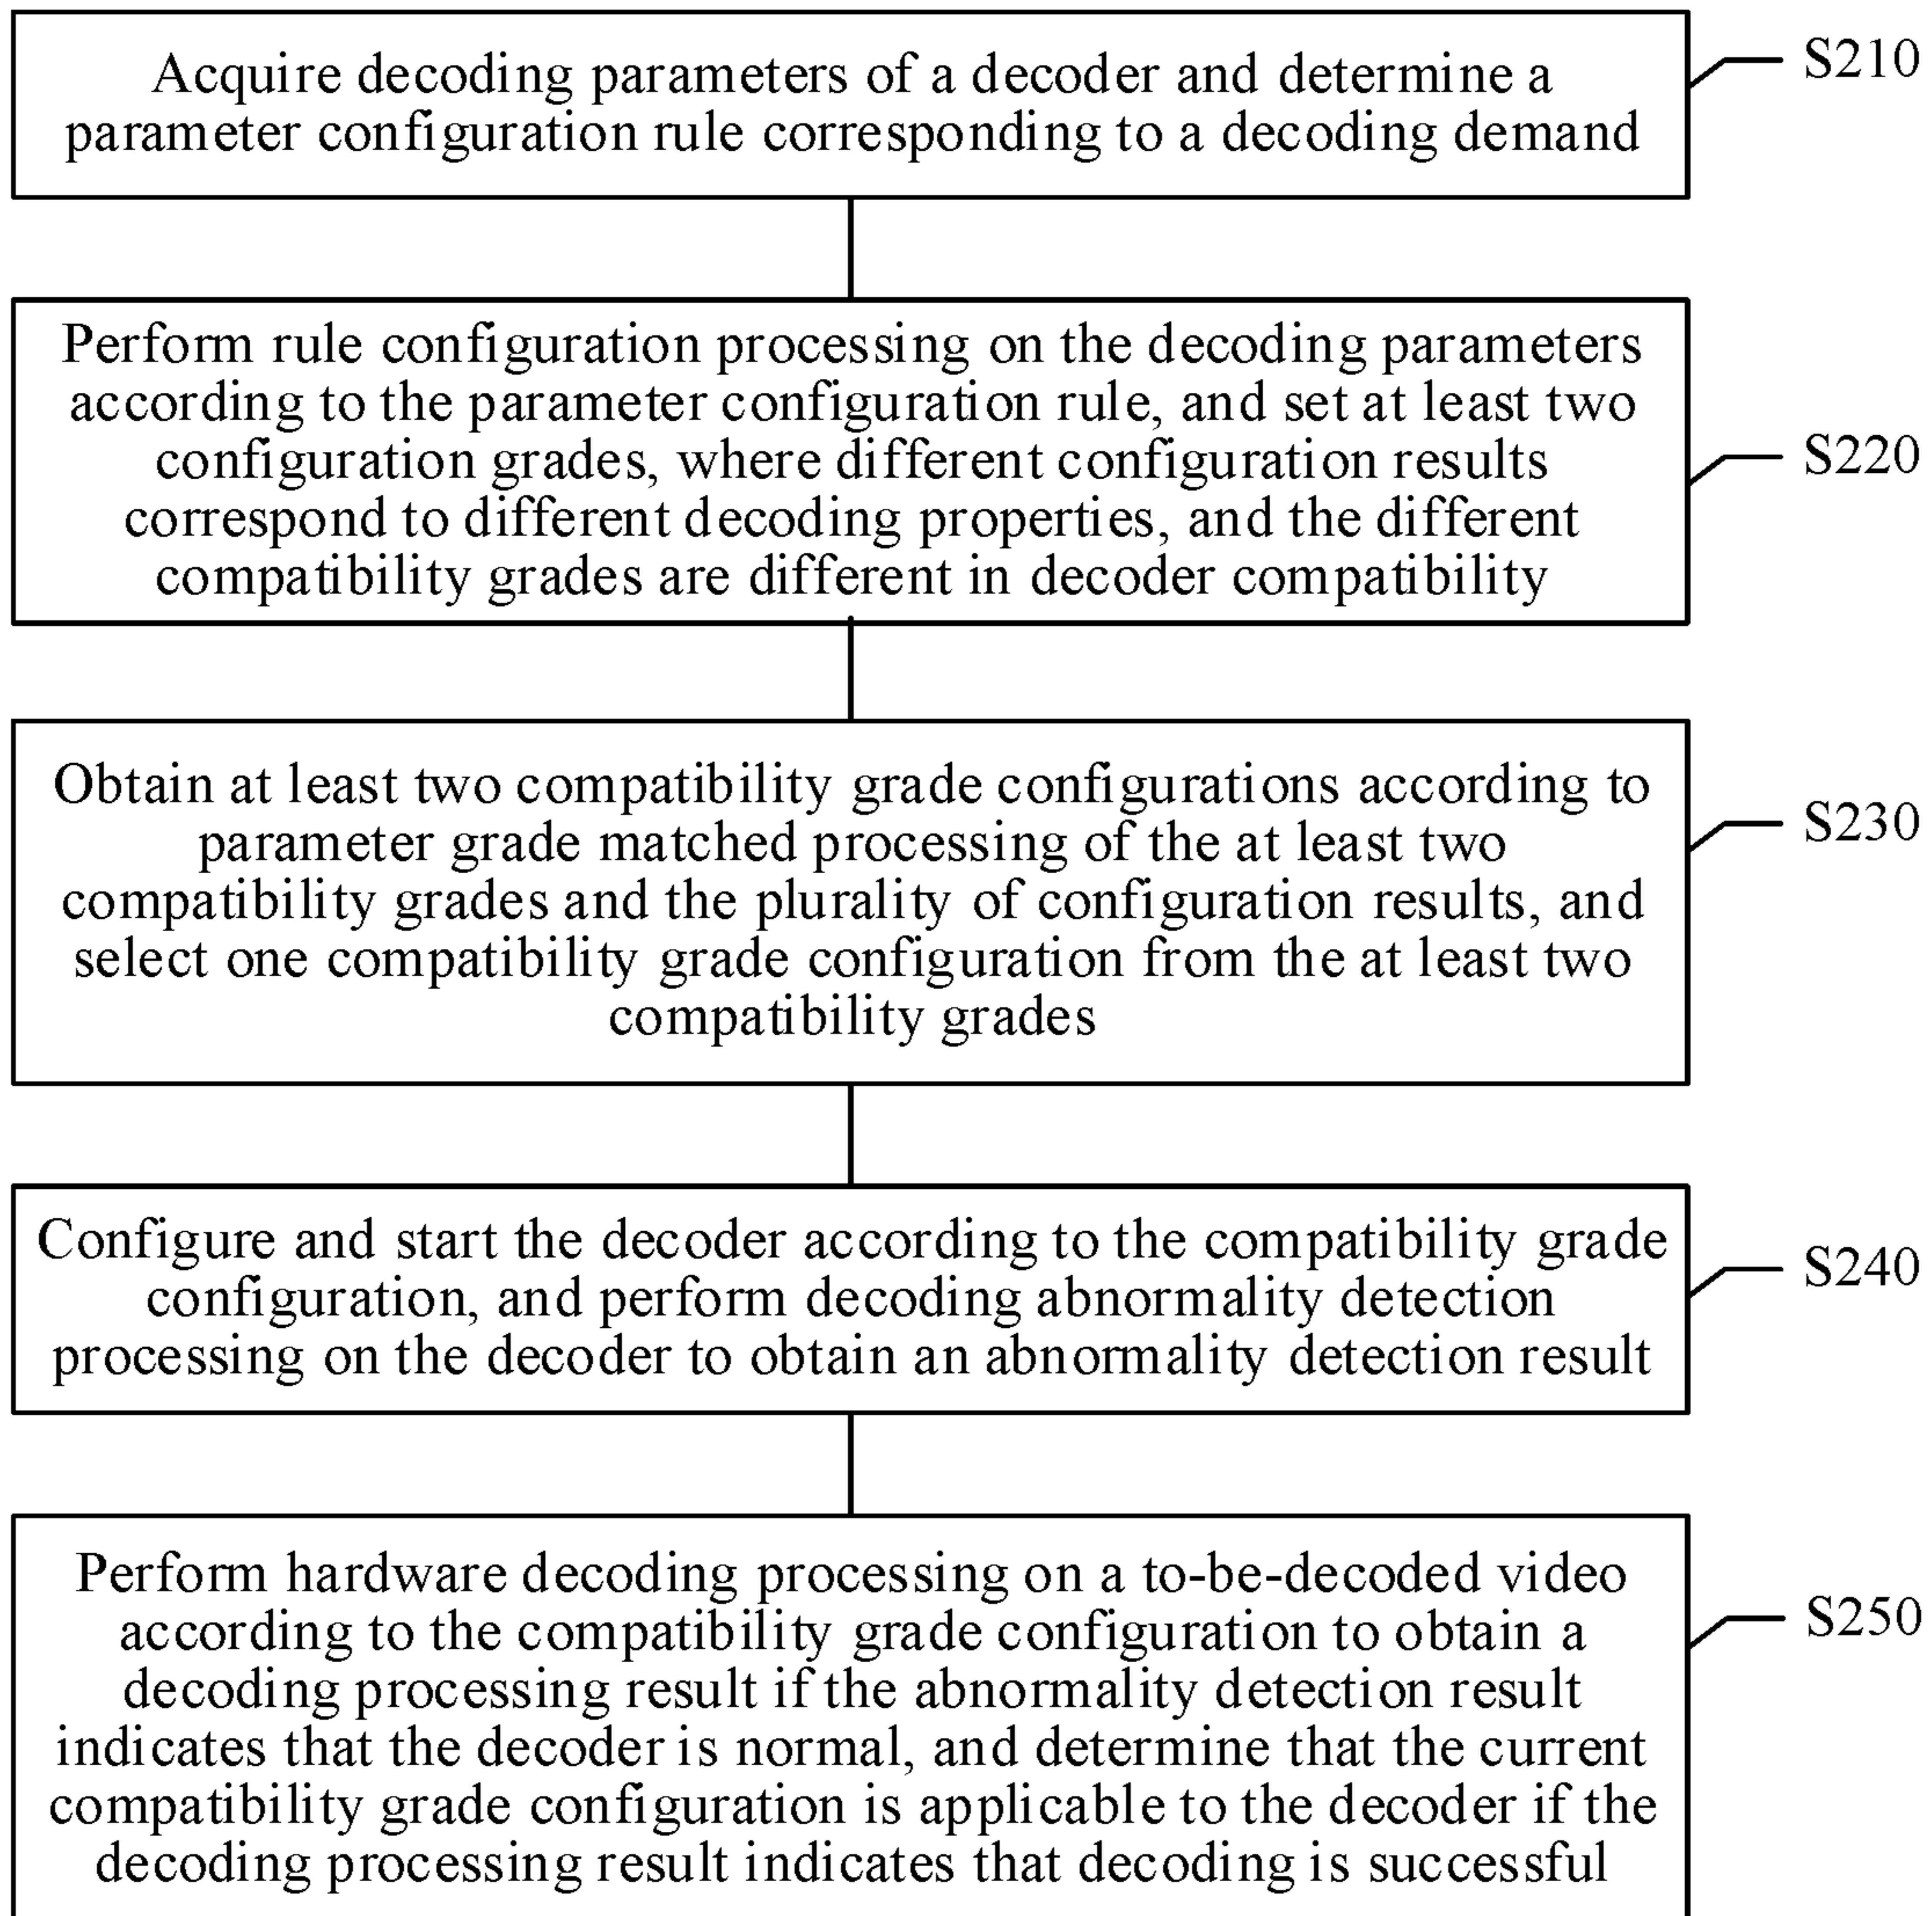 Acquire decoding parameters of a decoder and determine a
parameter configuration rule corresponding to a decoding demand
S210
Perform rule configuration processing on the decoding parameters
according to the parameter configuration rule, and set at least two
configuration grades, where different configuration results
correspond to different decoding properties, and the different
compatibility grades are different in decoder compatibility
S220
Obtain at least two compatibility grade configurations according to
parameter grade matched processing of the at least two
compatibility grades and the plurality of configuration results, and
select one compatibility grade configuration from the at least two
compatibility grades
S230
Configure and start the decoder according to the compatibility grade
configuration, and perform decoding abnormality detection
processing on the decoder to obtain an abnormality detection result
S240
Perform hardware decoding processing on a to-be-decoded video
according to the compatibility grade configuration to obtain a
decoding processing result if the abnormality detection result
indicates that the decoder is normal, and determine that the current
compatibility grade configuration is applicable to the decoder if the
decoding processing result indicates that decoding is successful
S250